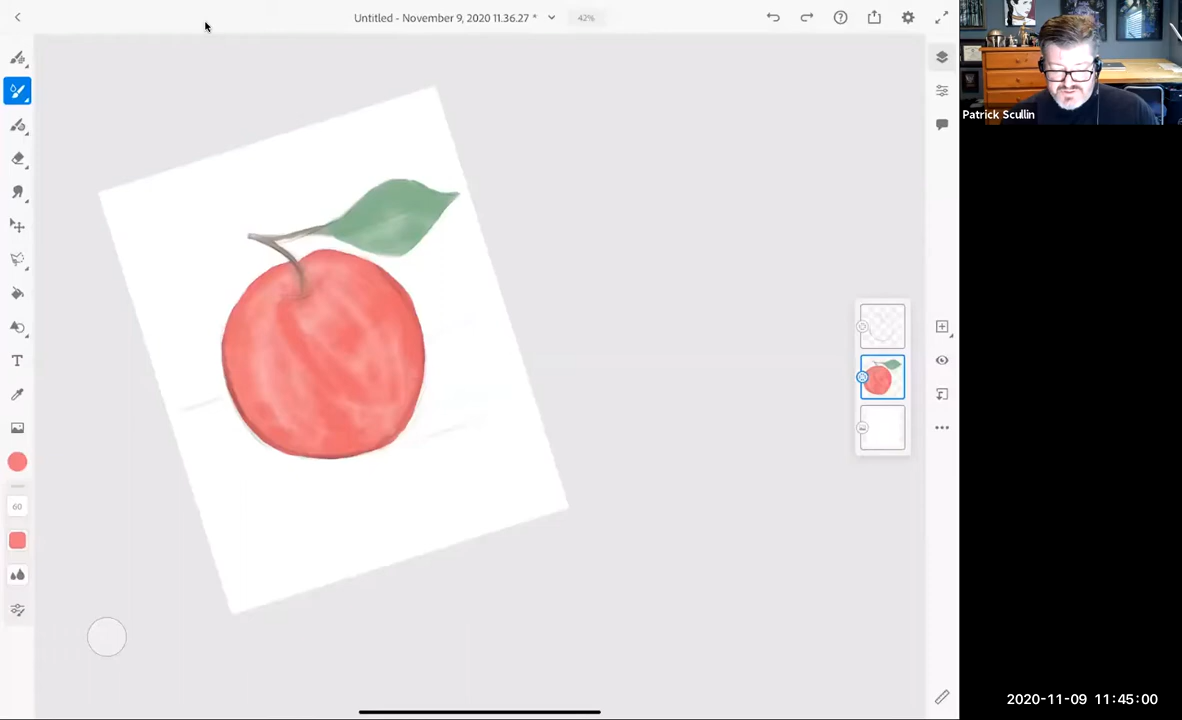 Untitled - November 9, 2020 11.36.27 *
42%
Patrick Scullin
T
60
2020-11-09 11:45:00